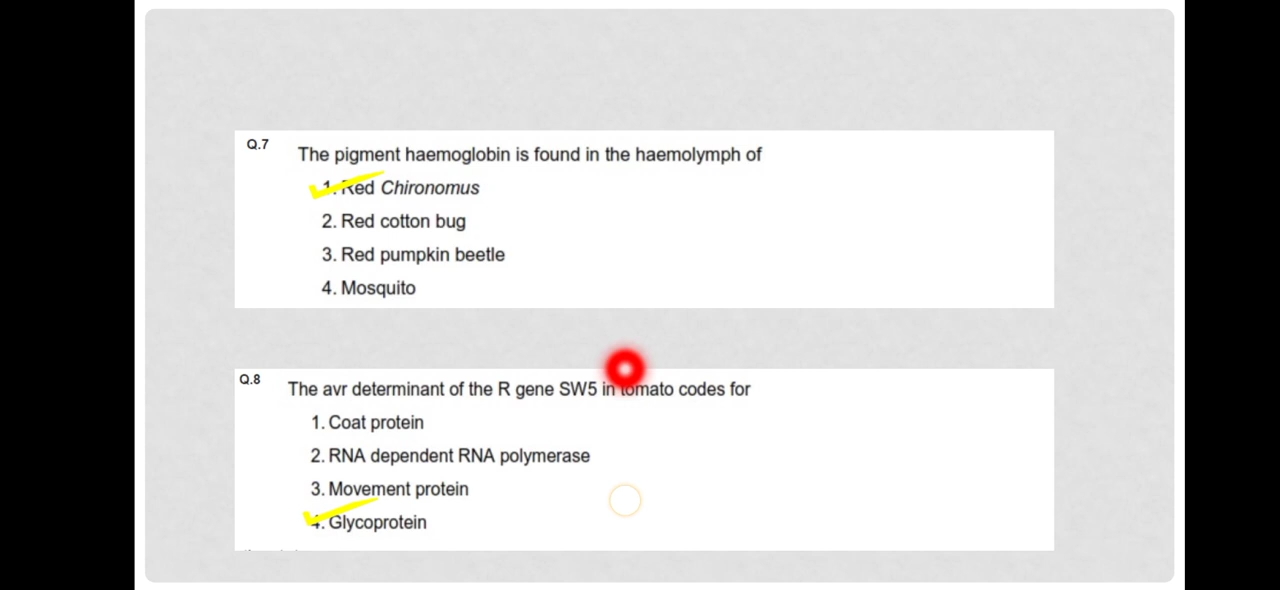 Q.7
The pigment haemoglobin is found in the haemolymph of
1. Red Chironomus
2. Red cotton bug
3. Red pumpkin beetle
4. Mosquito
Q.8
The avr determinant of the R gene SW5 in tomato codes for
1. Coat protein
2. RNA dependent RNA polymerase
3. Movement protein
4. Glycoprotein